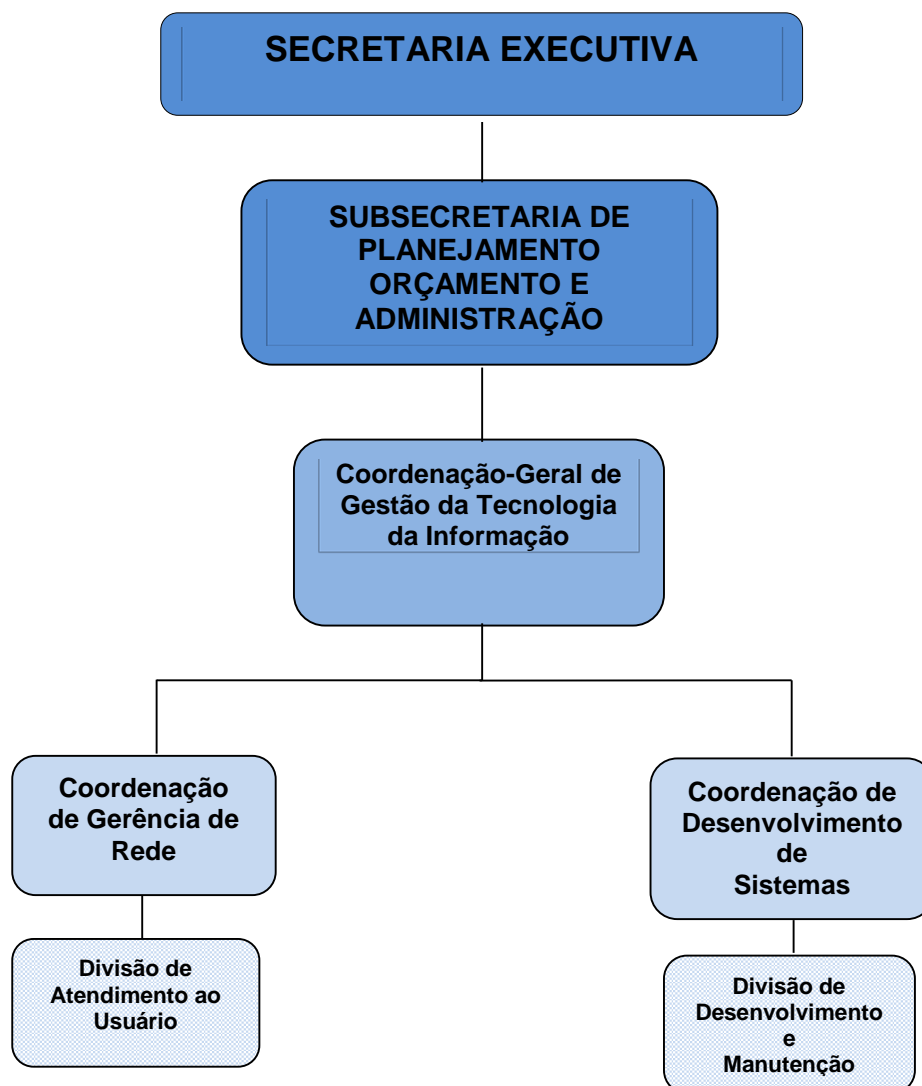 SECRETARIA EXECUTIVA
SUBSECRETARIA DE
PLANEJAMENTO
ORÇAMENTO E
ADMINISTRAÇÃO
Coordenação-Geral de
Gestão da Tecnologia
da Informação
Coordenação
de Gerência de
Rede
Coordenação de
Desenvolvimento
de
Sistemas
Divisão de
Atendimento ao
Usuário
Divisão de
Desenvolvimento
e
Manutenção